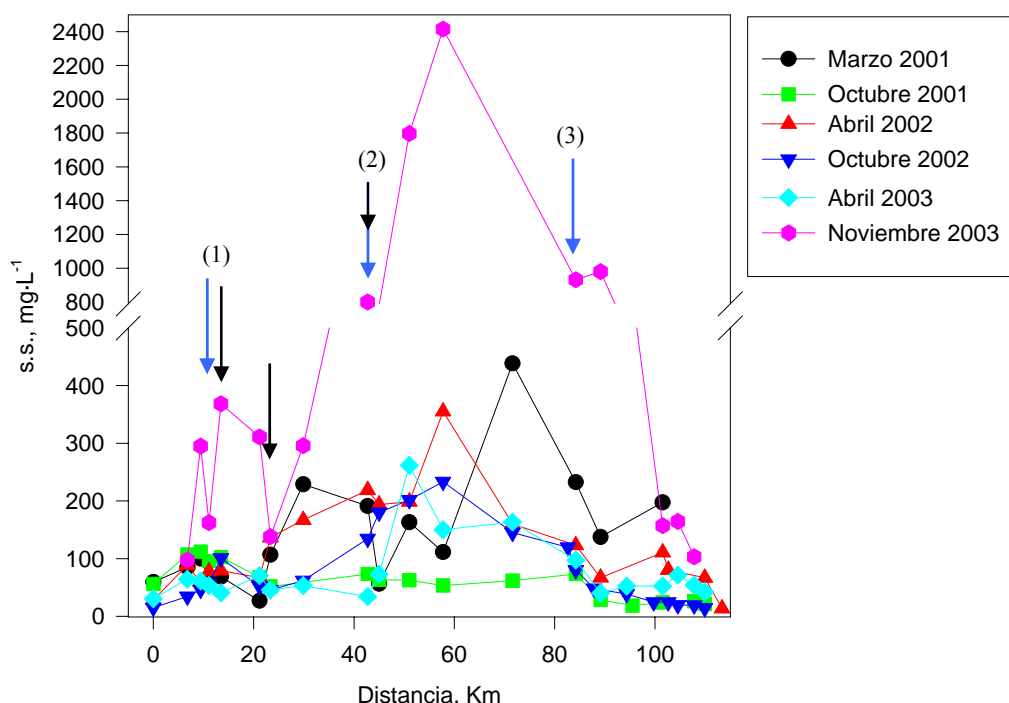 2400
2200
2000
1800
1600
1400
1200
1000
800
500
400
300
200
100
0
s.s., mg·L-1
(1)
(2)
(3)
0 20 40 60 80 100
Distancia, Km
Marzo 2001
Octubre 2001
Abril 2002
Octubre 2002
Abril 2003
Noviembre 2003